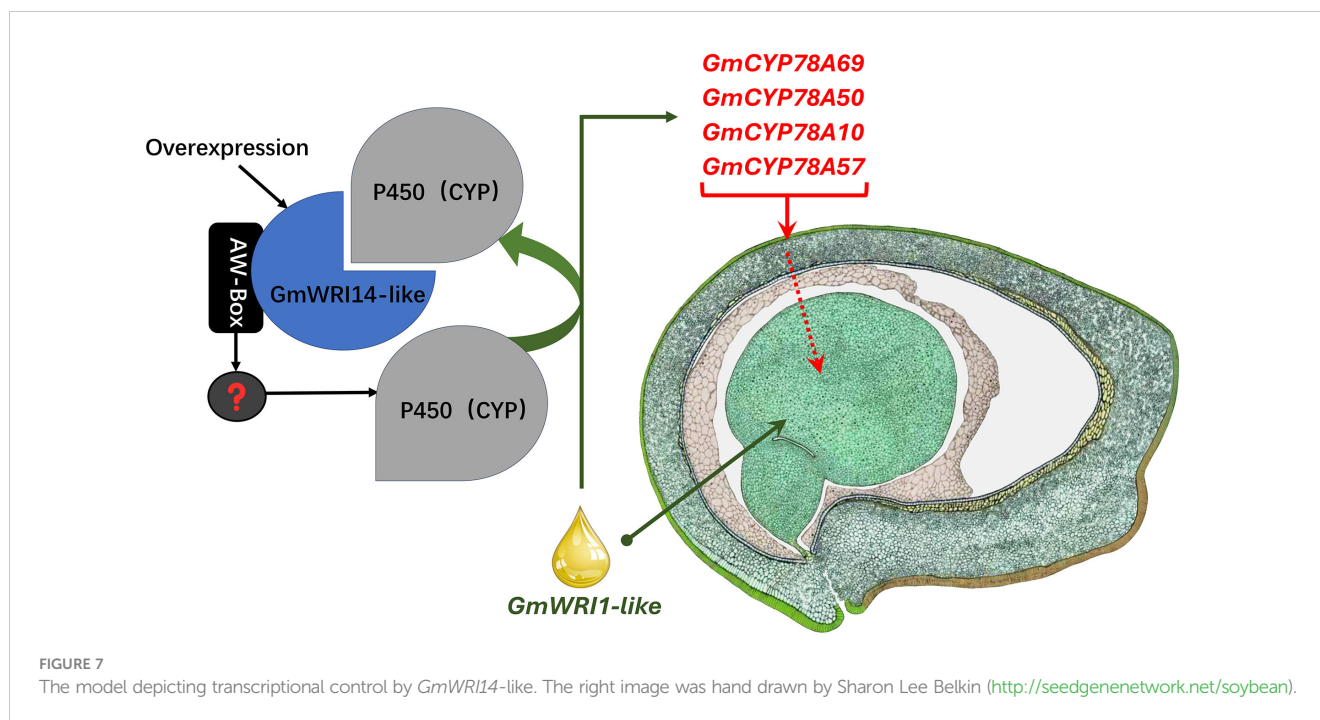 GmCYP78A69
GmCYP78A50
GmCYP78A10
GmCYP78A57
Overexpression
P450（CYP）
AW-Box
GmWRI14-like
?
P450（CYP）
GmWRI1-like
FIGURE 7
The model depicting transcriptional control by GmWRI14-like. The right image was hand drawn by Sharon Lee Belkin (http://seedgenenetwork.net/soybean).